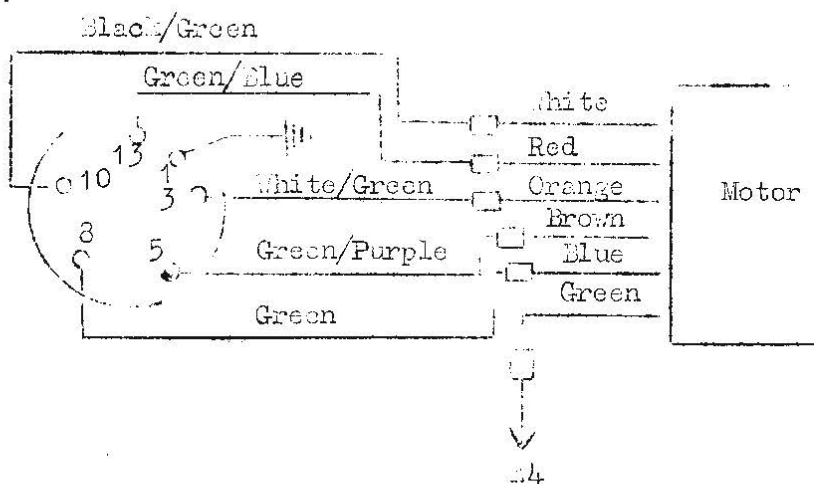 Black/Green
Green/Blue
White
13
Red
10
1
3
White/Green
Orange
Motor
8
5
Green/Purple
Brown
Blue
Green
Green